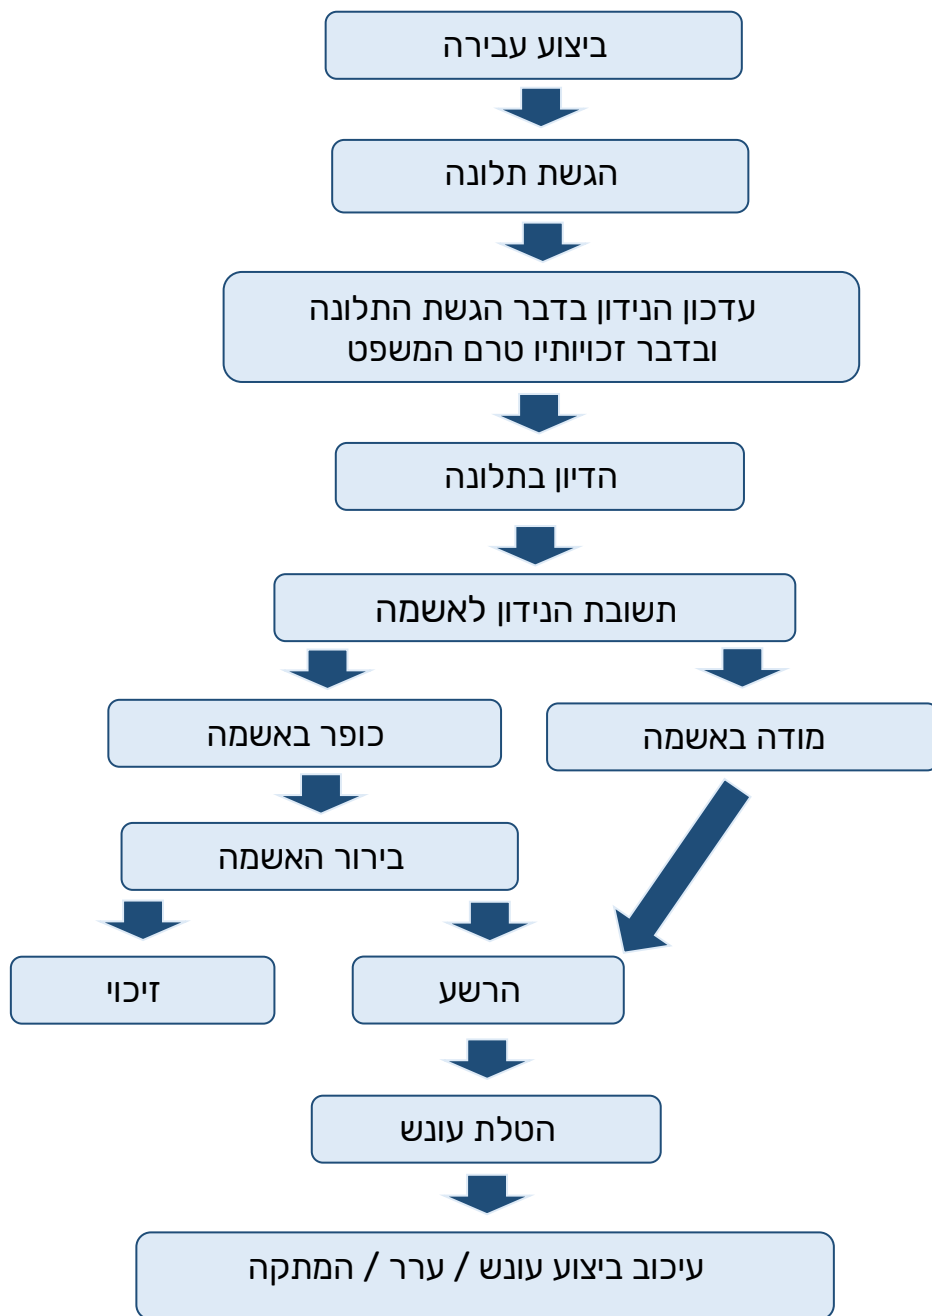 ביצוע עבירה
הגשת תלונה
עדכון הנידון בדבר הגשת התלונה
ובדבר זכויותיו טרם המשפט
הדיון בתלונה
תשובת הנידון לאשמה
מודה באשמה
כופר באשמה
בירור האשמה
הרשע
זיכוי
הטלת עונש
עיכוב ביצוע עונש / ערר / המתקה